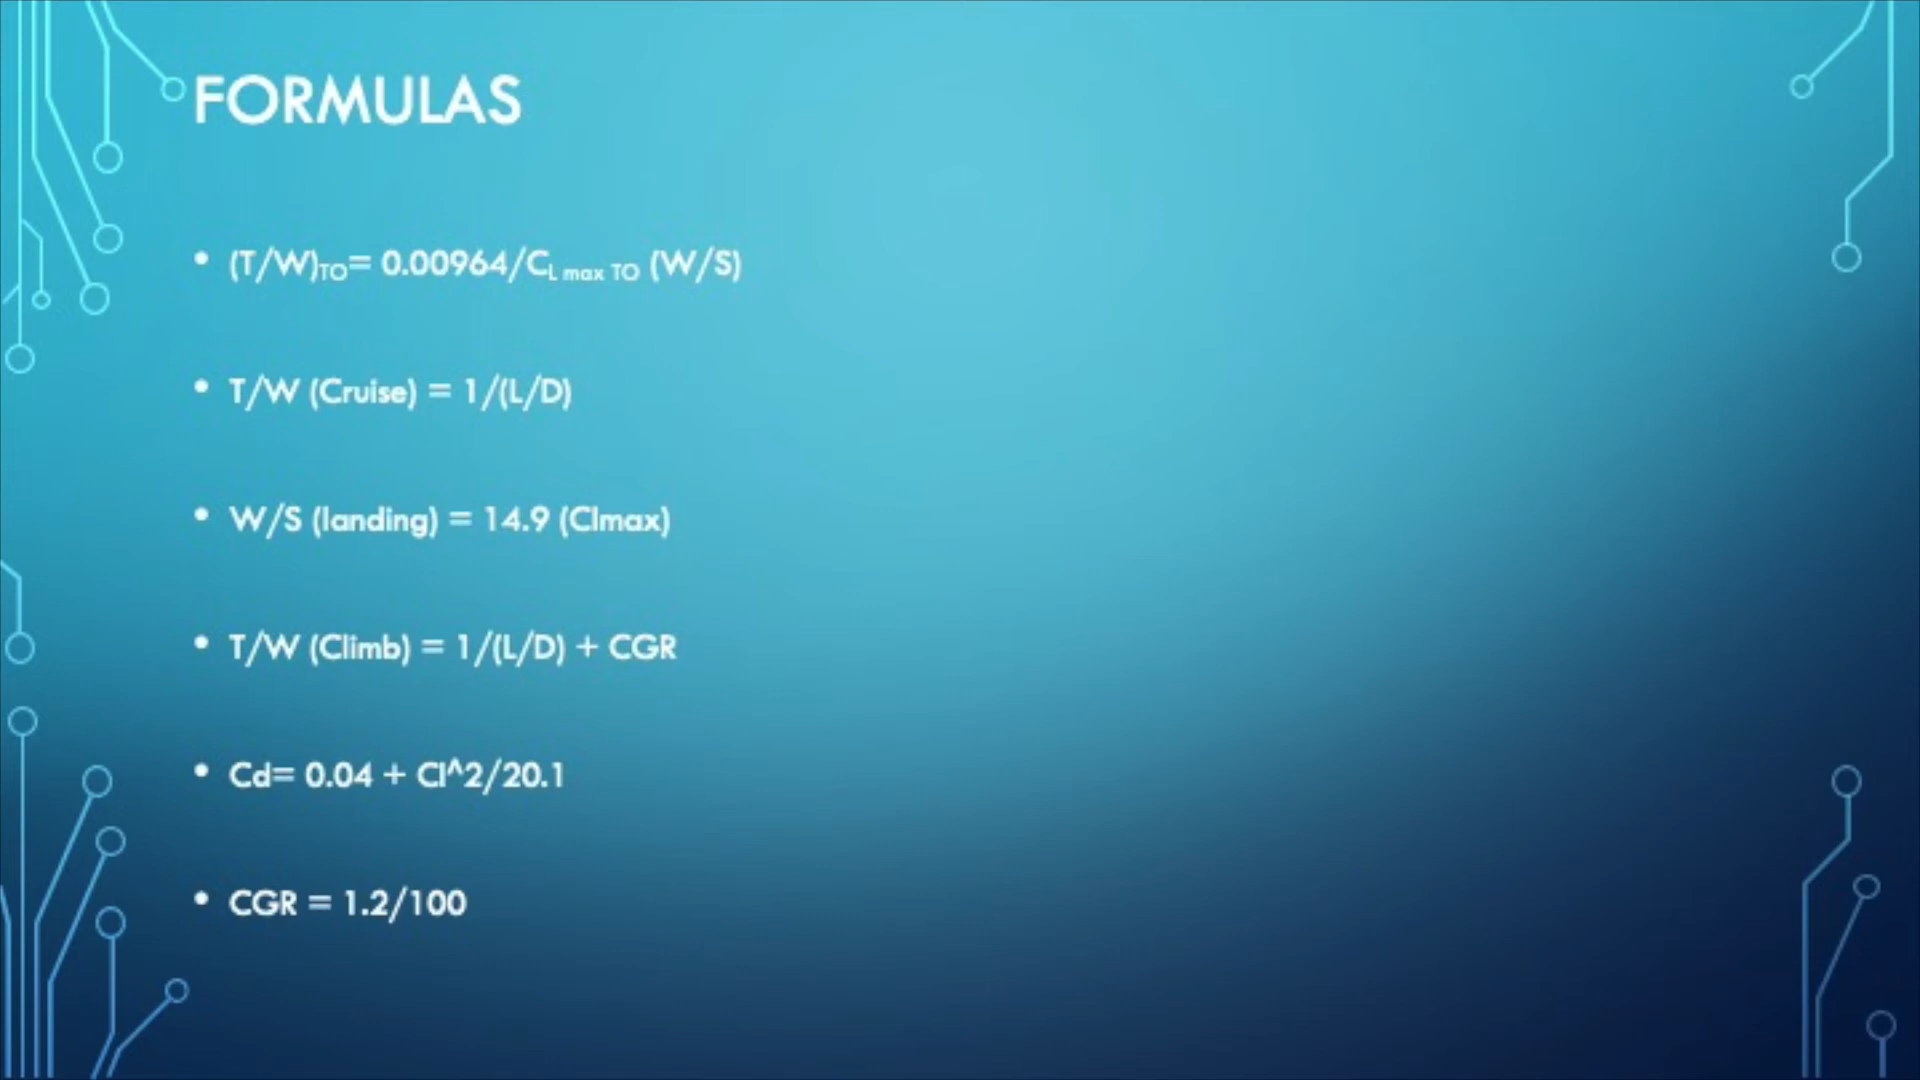 FORMULAS
• (T/W)TO= 0.00964/CL max TO (W/S)
• T/W (Cruise) = 1/(L/D)
• W/S (landing) = 14.9 (Clmax)
• T/W (Climb) = 1/(L/D) + CGR
• Cd= 0.04 + Cl^2/20.1
• CGR = 1.2/100